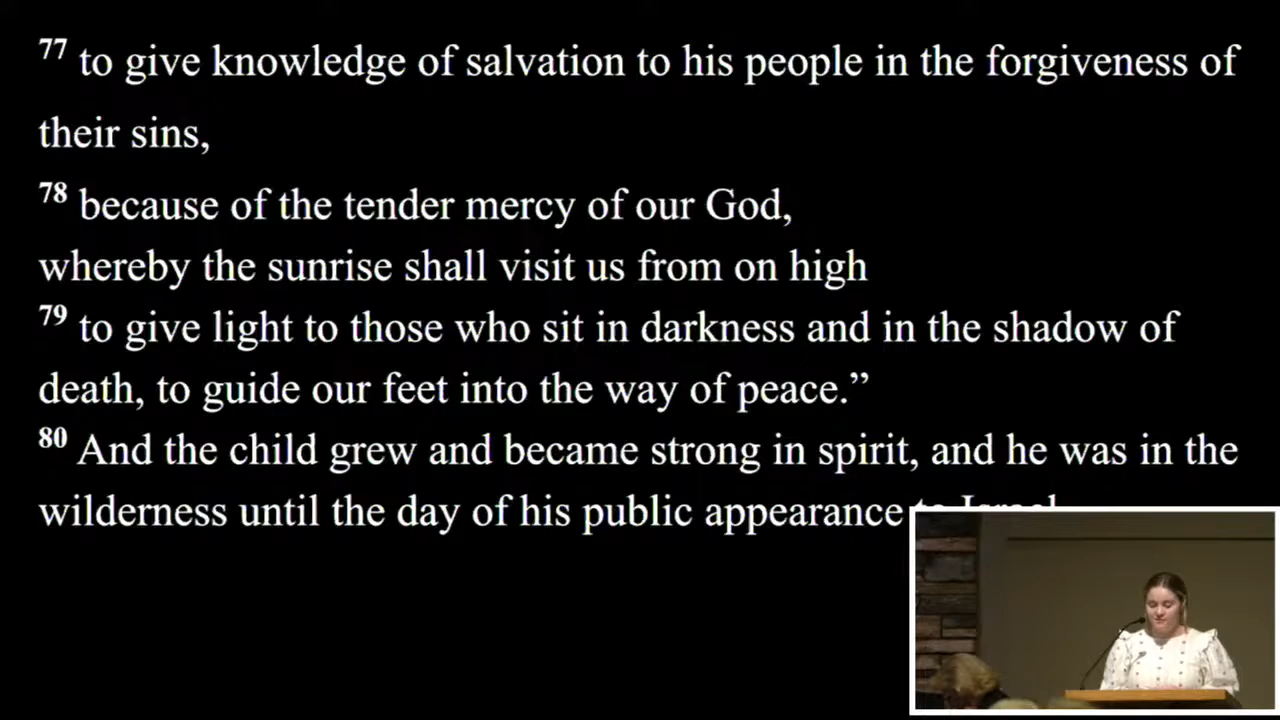 77 to give knowledge of salvation to his people in the forgiveness of
their sins,
78 because of the tender mercy of our God,
whereby the sunrise shall visit us from on high
79 to give light to those who sit in darkness and in the shadow of
death, to guide our feet into the way of peace.”
80 And the child grew and became strong in spirit, and he was in the
wilderness until the day of his public appearance to Israel